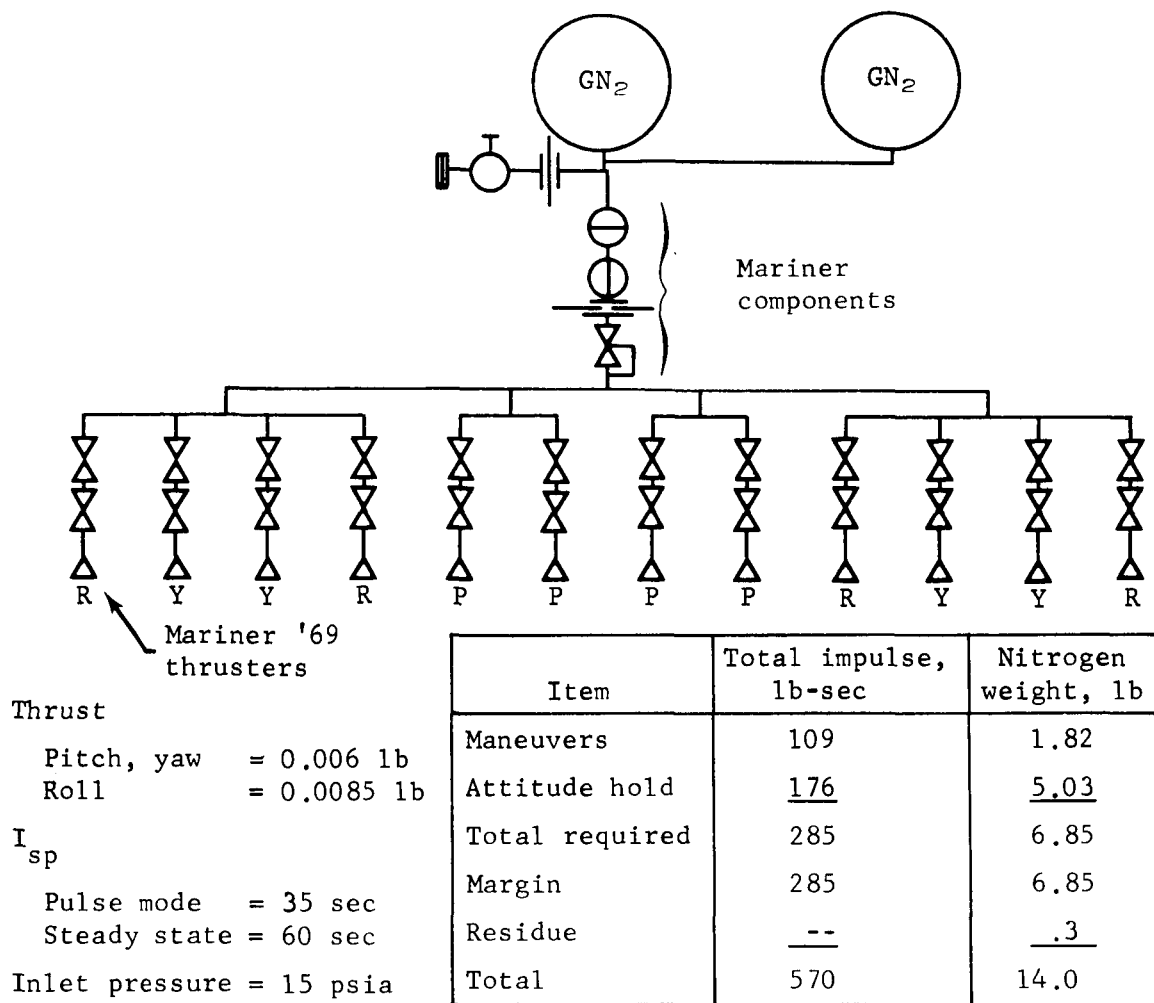 GN₂
GN₂
Mariner
components
R Y Y R P P P P R Y Y R
Mariner '69
thrusters
Thrust
Pitch, yaw = 0.006 lb
Roll = 0.0085 lb
I_sp
Pulse mode = 35 sec
Steady state = 60 sec
Inlet pressure = 15 psia
Item Total impulse, lb-sec Nitrogen weight, lb
Maneuvers 109 1.82
Attitude hold 176 5.03
Total required 285 6.85
Margin 285 6.85
Residue -- .3
Total 570 14.0